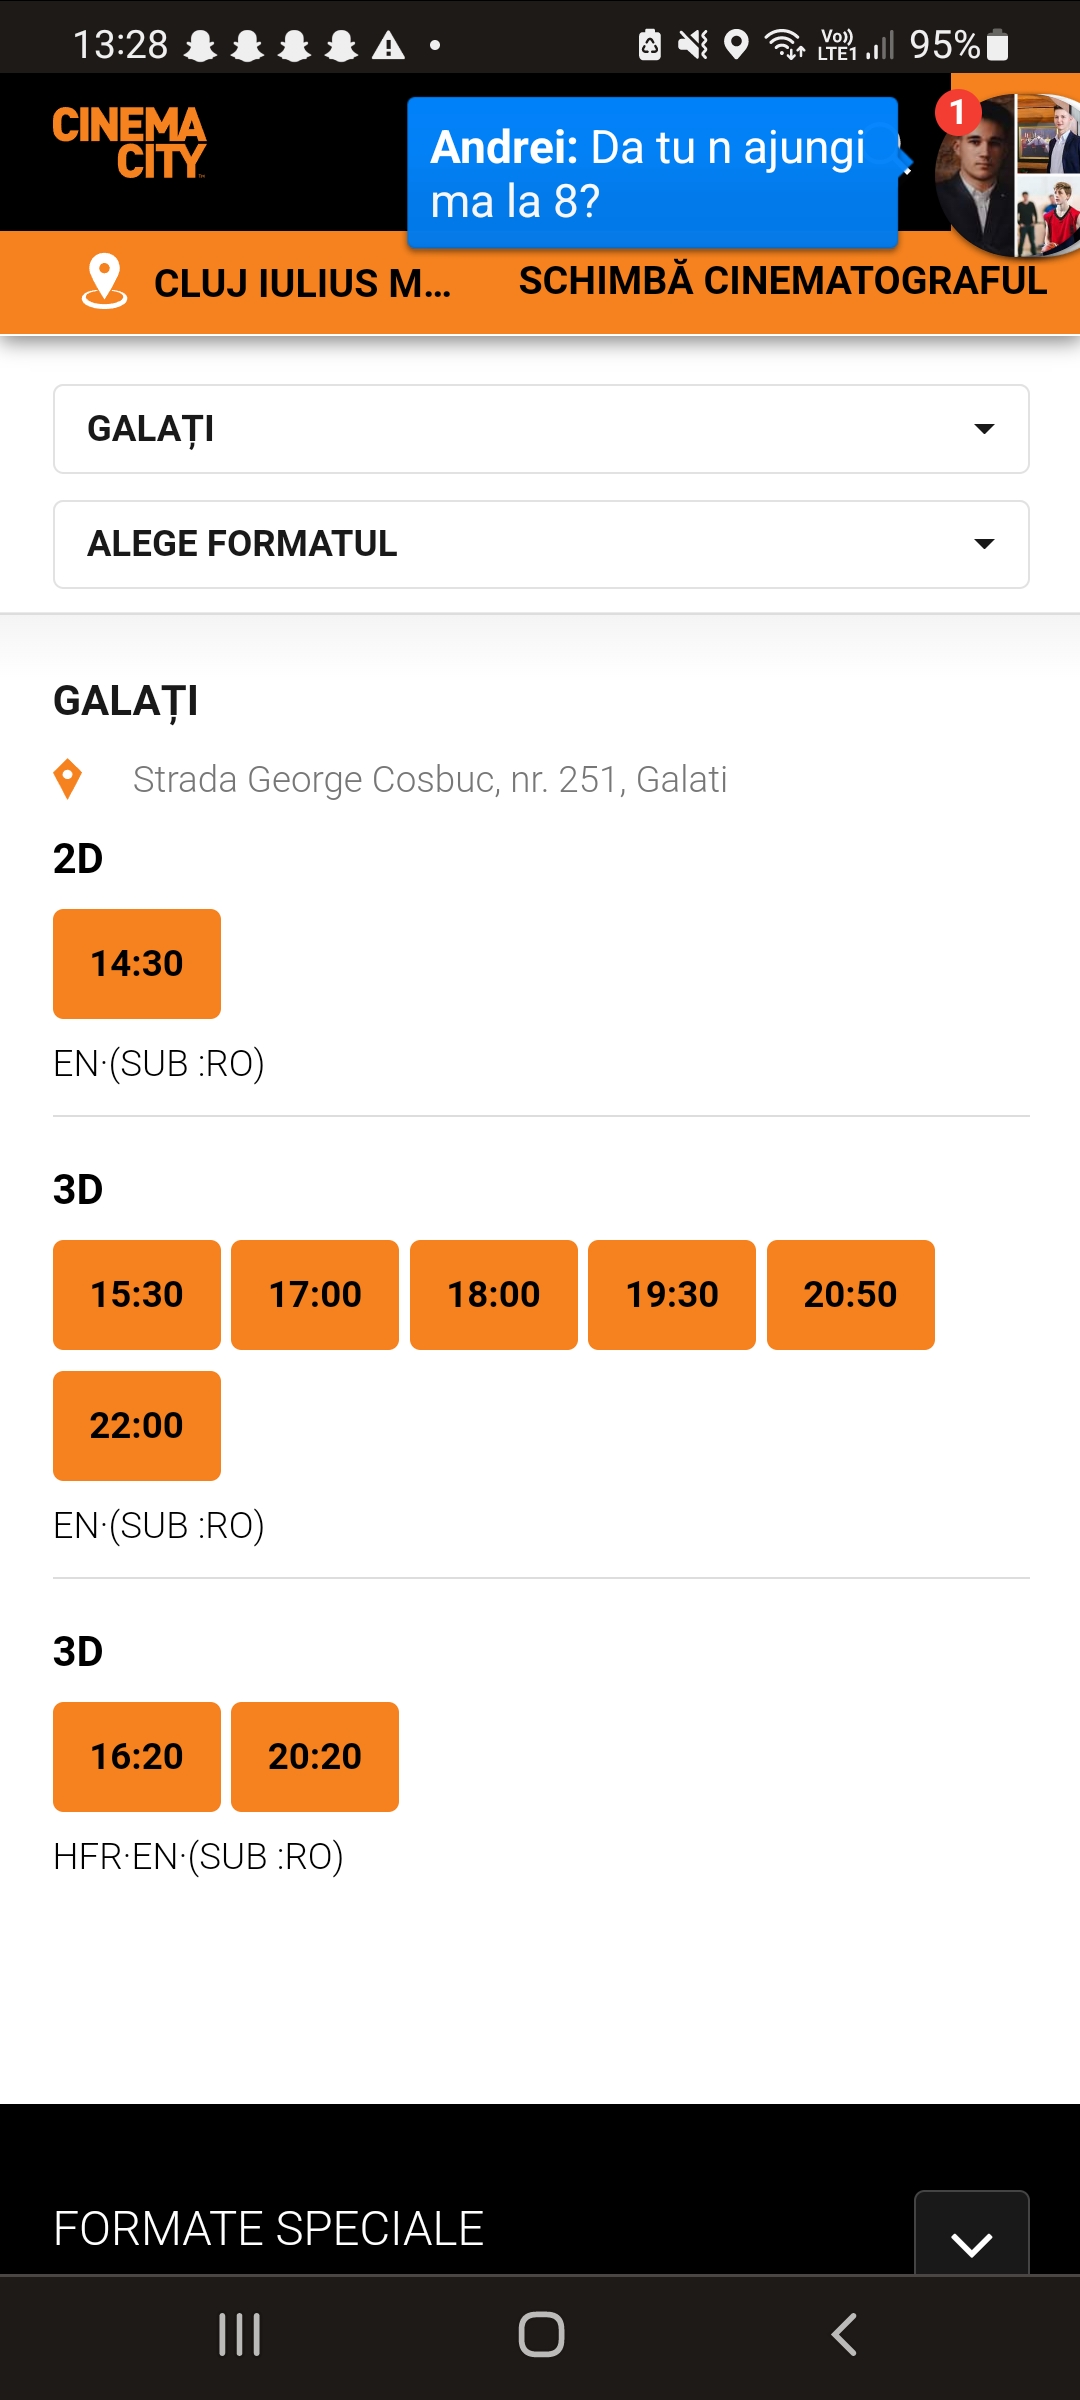 13:28
Vo)) LTE1
95%
CINEMA
CITY
Andrei: Da tu n ajungi
ma la 8?
1
CLUJ IULIUS M...
SCHIMBĂ CINEMATOGRAFUL
GALAȚI
ALEGE FORMATUL
GALAȚI
Strada George Cosbuc, nr. 251, Galati
2D
14:30
EN·(SUB :RO)
3D
15:30 17:00 18:00 19:30 20:50
22:00
EN·(SUB :RO)
3D
16:20 20:20
HFR·EN·(SUB :RO)
FORMATE SPECIALE